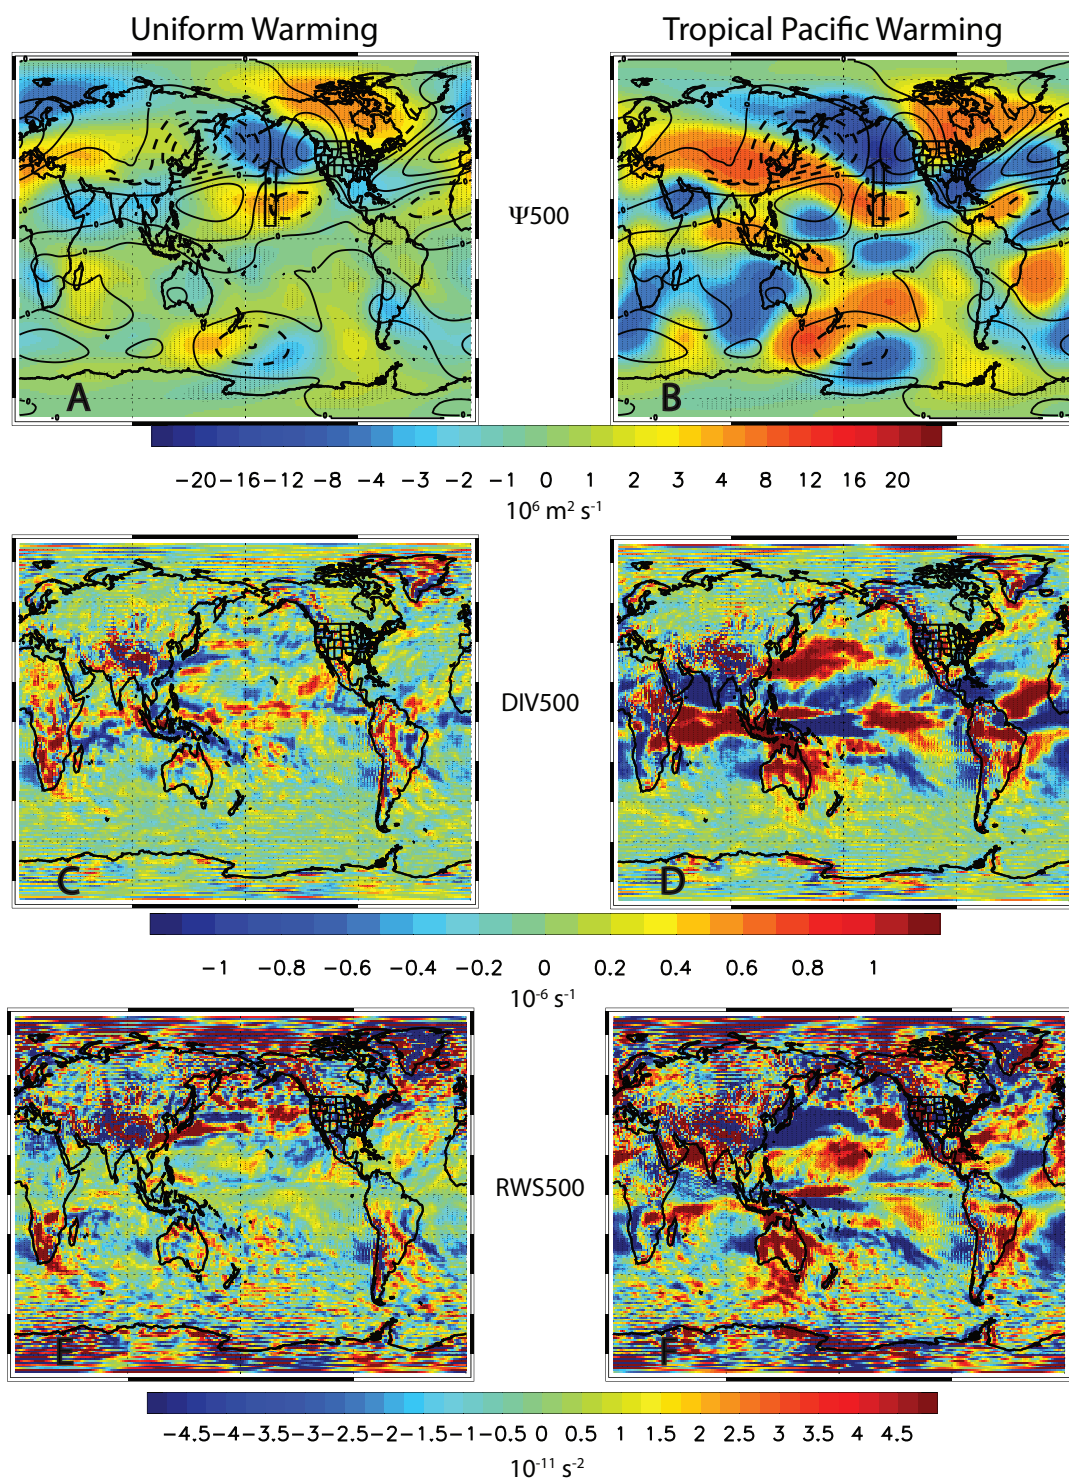 Uniform Warming
Tropical Pacific Warming
Ψ500
A
B
-20 -16 -12 -8 -4 -3 -2 -1 0 1 2 3 4 8 12 16 20
10⁶ m² s⁻¹
DIV500
C
D
-1 -0.8 -0.6 -0.4 -0.2 0 0.2 0.4 0.6 0.8 1
10⁻⁶ s⁻¹
RWS500
E
F
-4.5 -4 -3.5 -3 -2.5 -2 -1.5 -1 -0.5 0 0.5 1 1.5 2 2.5 3 3.5 4 4.5
10⁻¹¹ s⁻²